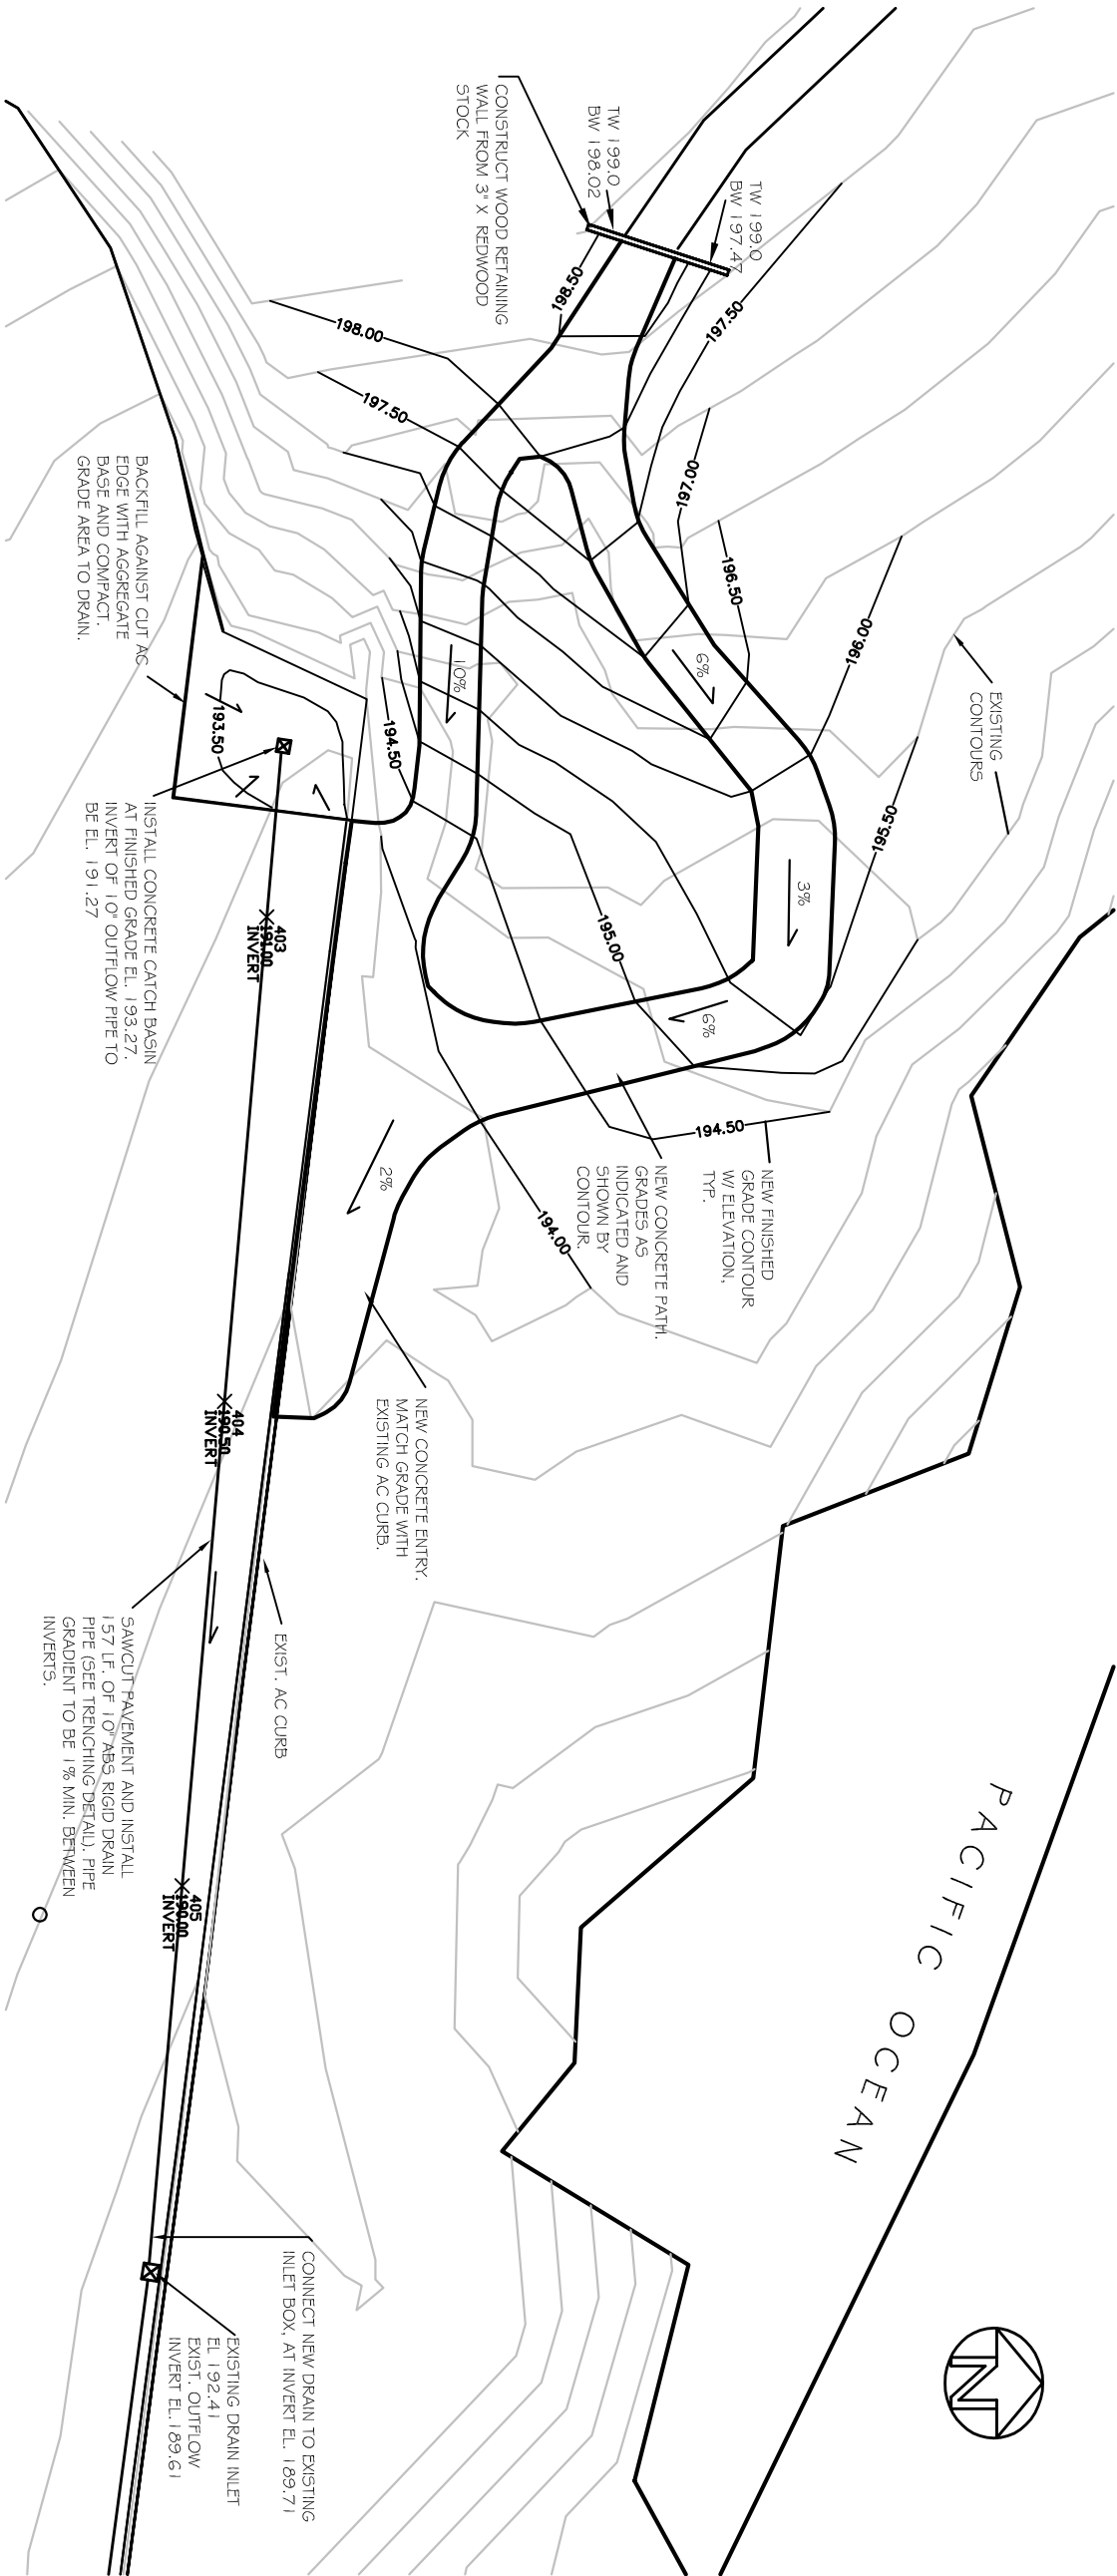 CONSTRUCT WOOD RETAINING
WALL FROM 3" X REDWOOD
STOCK
TW 199.0
BW 198.02
TW 199.0
BW 197.47
198.50
197.50
198.00
197.50
197.00
196.50
196.00
195.50
EXISTING
CONTOURS
6%
10%
3%
6%
2%
195.00
194.50
194.50
194.00
193.50
BACKFILL AGAINST CUT AC
EDGE WITH AGGREGATE
BASE AND COMPACT.
GRADE AREA TO DRAIN.
INSTALL CONCRETE CATCH BASIN
AT FINISHED GRADE EL. 193.27.
INVERT OF 10" OUTFLOW PIPE TO
BE EL. 191.27
NEW FINISHED
GRADE CONTOUR
W/ ELEVATION,
TYP.
NEW CONCRETE PATH.
GRADES AS
INDICATED AND
SHOWN BY
CONTOUR.
NEW CONCRETE ENTRY.
MATCH GRADE WITH
EXISTING AC CURB.
403
191.00
INVERT
404
190.50
INVERT
405
190.00
INVERT
EXIST. AC CURB
SAWCUT PAVEMENT AND INSTALL
157 LF. OF 10" ABS RIGID DRAIN
PIPE (SEE TRENCHING DETAIL). PIPE
GRADIENT TO BE 1% MIN. BETWEEN
INVERTS.
PACIFIC OCEAN
CONNECT NEW DRAIN TO EXISTING
INLET BOX, AT INVERT EL. 189.71
EXISTING DRAIN INLET
EL 192.41
EXIST. OUTFLOW
INVERT EL. 189.61
N